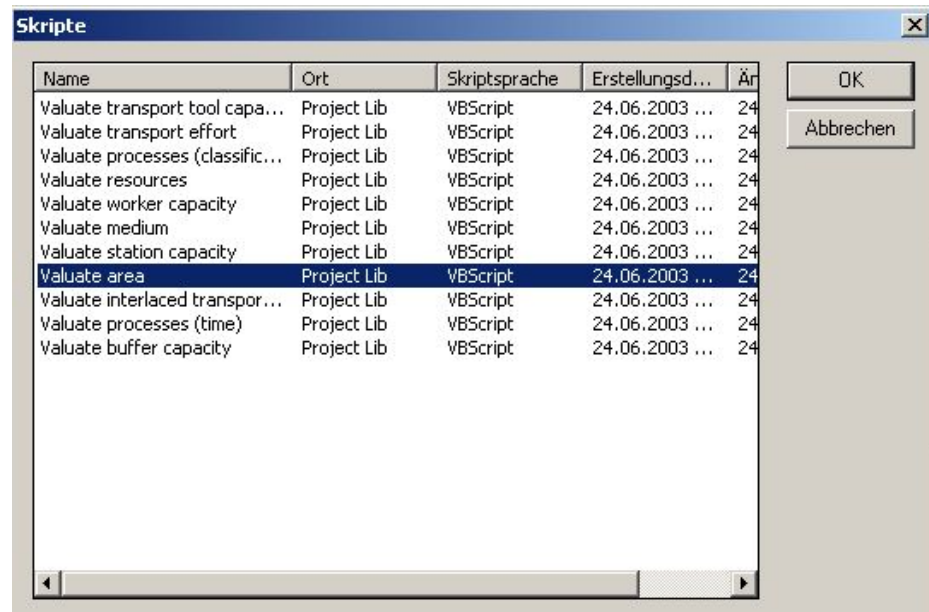 Skripte
Name Ort Skriptsprache Erstellungsd... Är
Valuate transport tool capa... Project Lib VBScript 24.06.2003 ... 24
Valuate transport effort Project Lib VBScript 24.06.2003 ... 24
Valuate processes (classific... Project Lib VBScript 24.06.2003 ... 24
Valuate resources Project Lib VBScript 24.06.2003 ... 24
Valuate worker capacity Project Lib VBScript 24.06.2003 ... 24
Valuate medium Project Lib VBScript 24.06.2003 ... 24
Valuate station capacity Project Lib VBScript 24.06.2003 ... 24
Valuate area Project Lib VBScript 24.06.2003 ... 24
Valuate interlaced transpor... Project Lib VBScript 24.06.2003 ... 24
Valuate processes (time) Project Lib VBScript 24.06.2003 ... 24
Valuate buffer capacity Project Lib VBScript 24.06.2003 ... 24
OK
Abbrechen